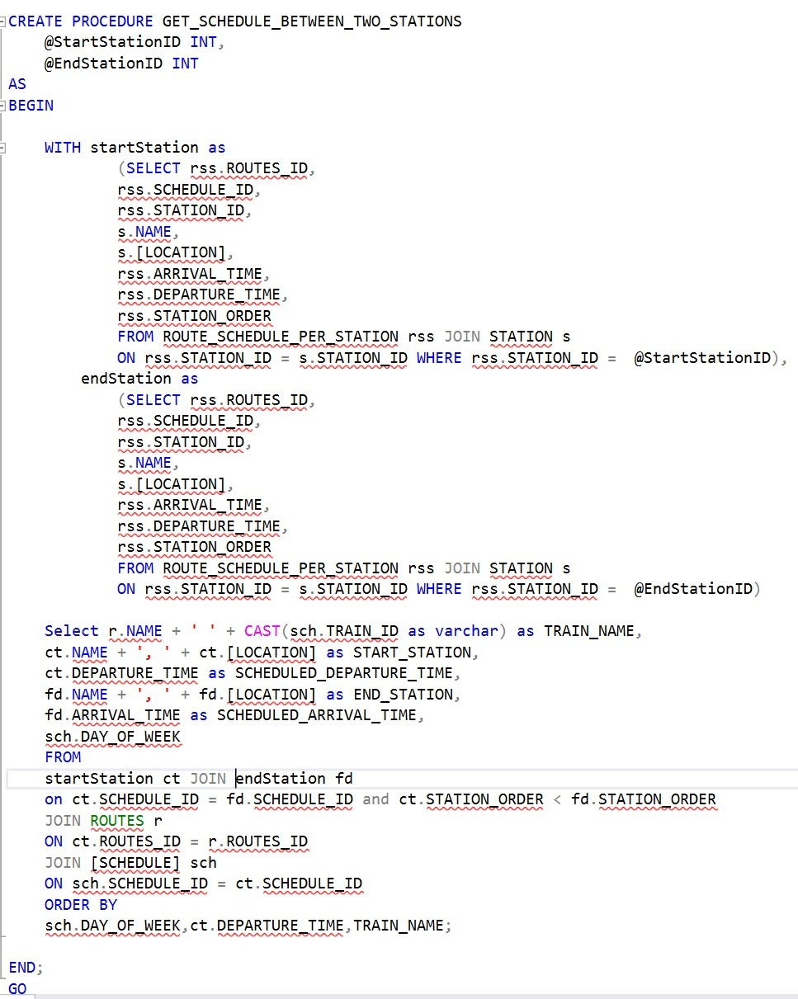 CREATE PROCEDURE GET_SCHEDULE_BETWEEN_TWO_STATIONS
@StartStationID INT,
@EndStationID INT
AS
BEGIN
WITH startStation as
(SELECT rss.ROUTES_ID,
rss.SCHEDULE_ID,
rss.STATION_ID,
s.NAME,
s.[LOCATION],
rss.ARRIVAL_TIME,
rss.DEPARTURE_TIME,
rss.STATION_ORDER
FROM ROUTE_SCHEDULE_PER_STATION rss JOIN STATION s
ON rss.STATION_ID = s.STATION_ID WHERE rss.STATION_ID =  @StartStationID),
endStation as
(SELECT rss.ROUTES_ID,
rss.SCHEDULE_ID,
rss.STATION_ID,
s.NAME,
s.[LOCATION],
rss.ARRIVAL_TIME,
rss.DEPARTURE_TIME,
rss.STATION_ORDER
FROM ROUTE_SCHEDULE_PER_STATION rss JOIN STATION s
ON rss.STATION_ID = s.STATION_ID WHERE rss.STATION_ID =  @EndStationID)
Select r.NAME + ' ' + CAST(sch.TRAIN_ID as varchar) as TRAIN_NAME,
ct.NAME + ', ' + ct.[LOCATION] as START_STATION,
ct.DEPARTURE_TIME as SCHEDULED_DEPARTURE_TIME,
fd.NAME + ', ' + fd.[LOCATION] as END_STATION,
fd.ARRIVAL_TIME as SCHEDULED_ARRIVAL_TIME,
sch.DAY_OF_WEEK
FROM
startStation ct JOIN endStation fd
on ct.SCHEDULE_ID = fd.SCHEDULE_ID and ct.STATION_ORDER < fd.STATION_ORDER
JOIN ROUTES r
ON ct.ROUTES_ID = r.ROUTES_ID
JOIN [SCHEDULE] sch
ON sch.SCHEDULE_ID = ct.SCHEDULE_ID
ORDER BY
sch.DAY_OF_WEEK,ct.DEPARTURE_TIME,TRAIN_NAME;
END;
GO